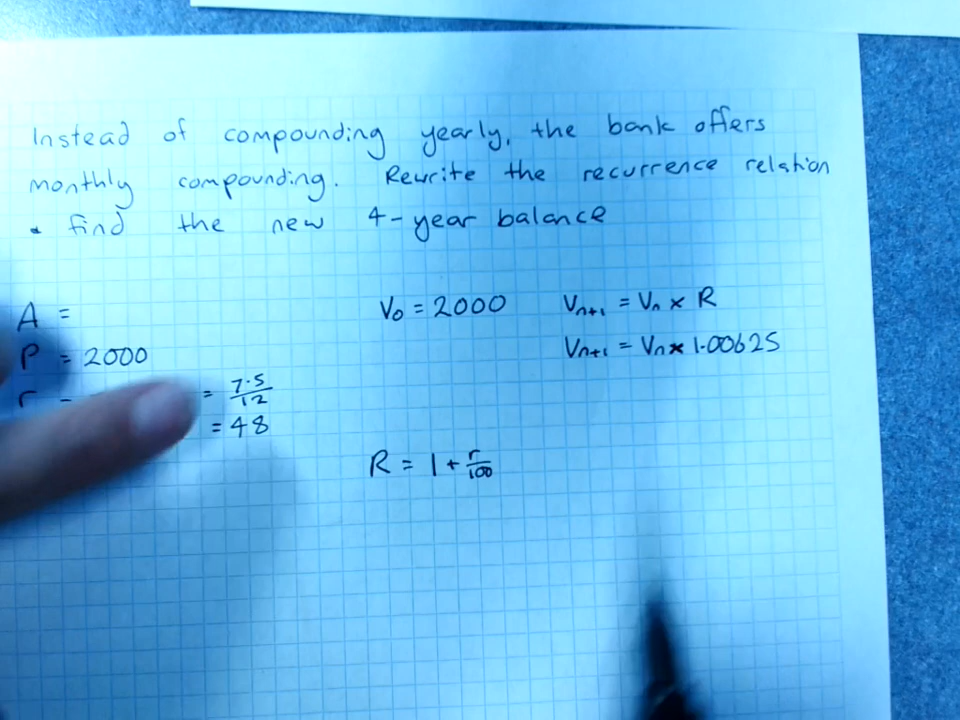 Instead of compounding yearly, the bank offers
monthly compounding. Rewrite the recurrence relation
& find the new 4-year balance
A =
P = 2000
r = = 7.5/12
= 48
V₀ = 2000
Vₙ₊₁ = Vₙ × R
Vₙ₊₁ = Vₙ × 1.00625
R = 1 + r/100